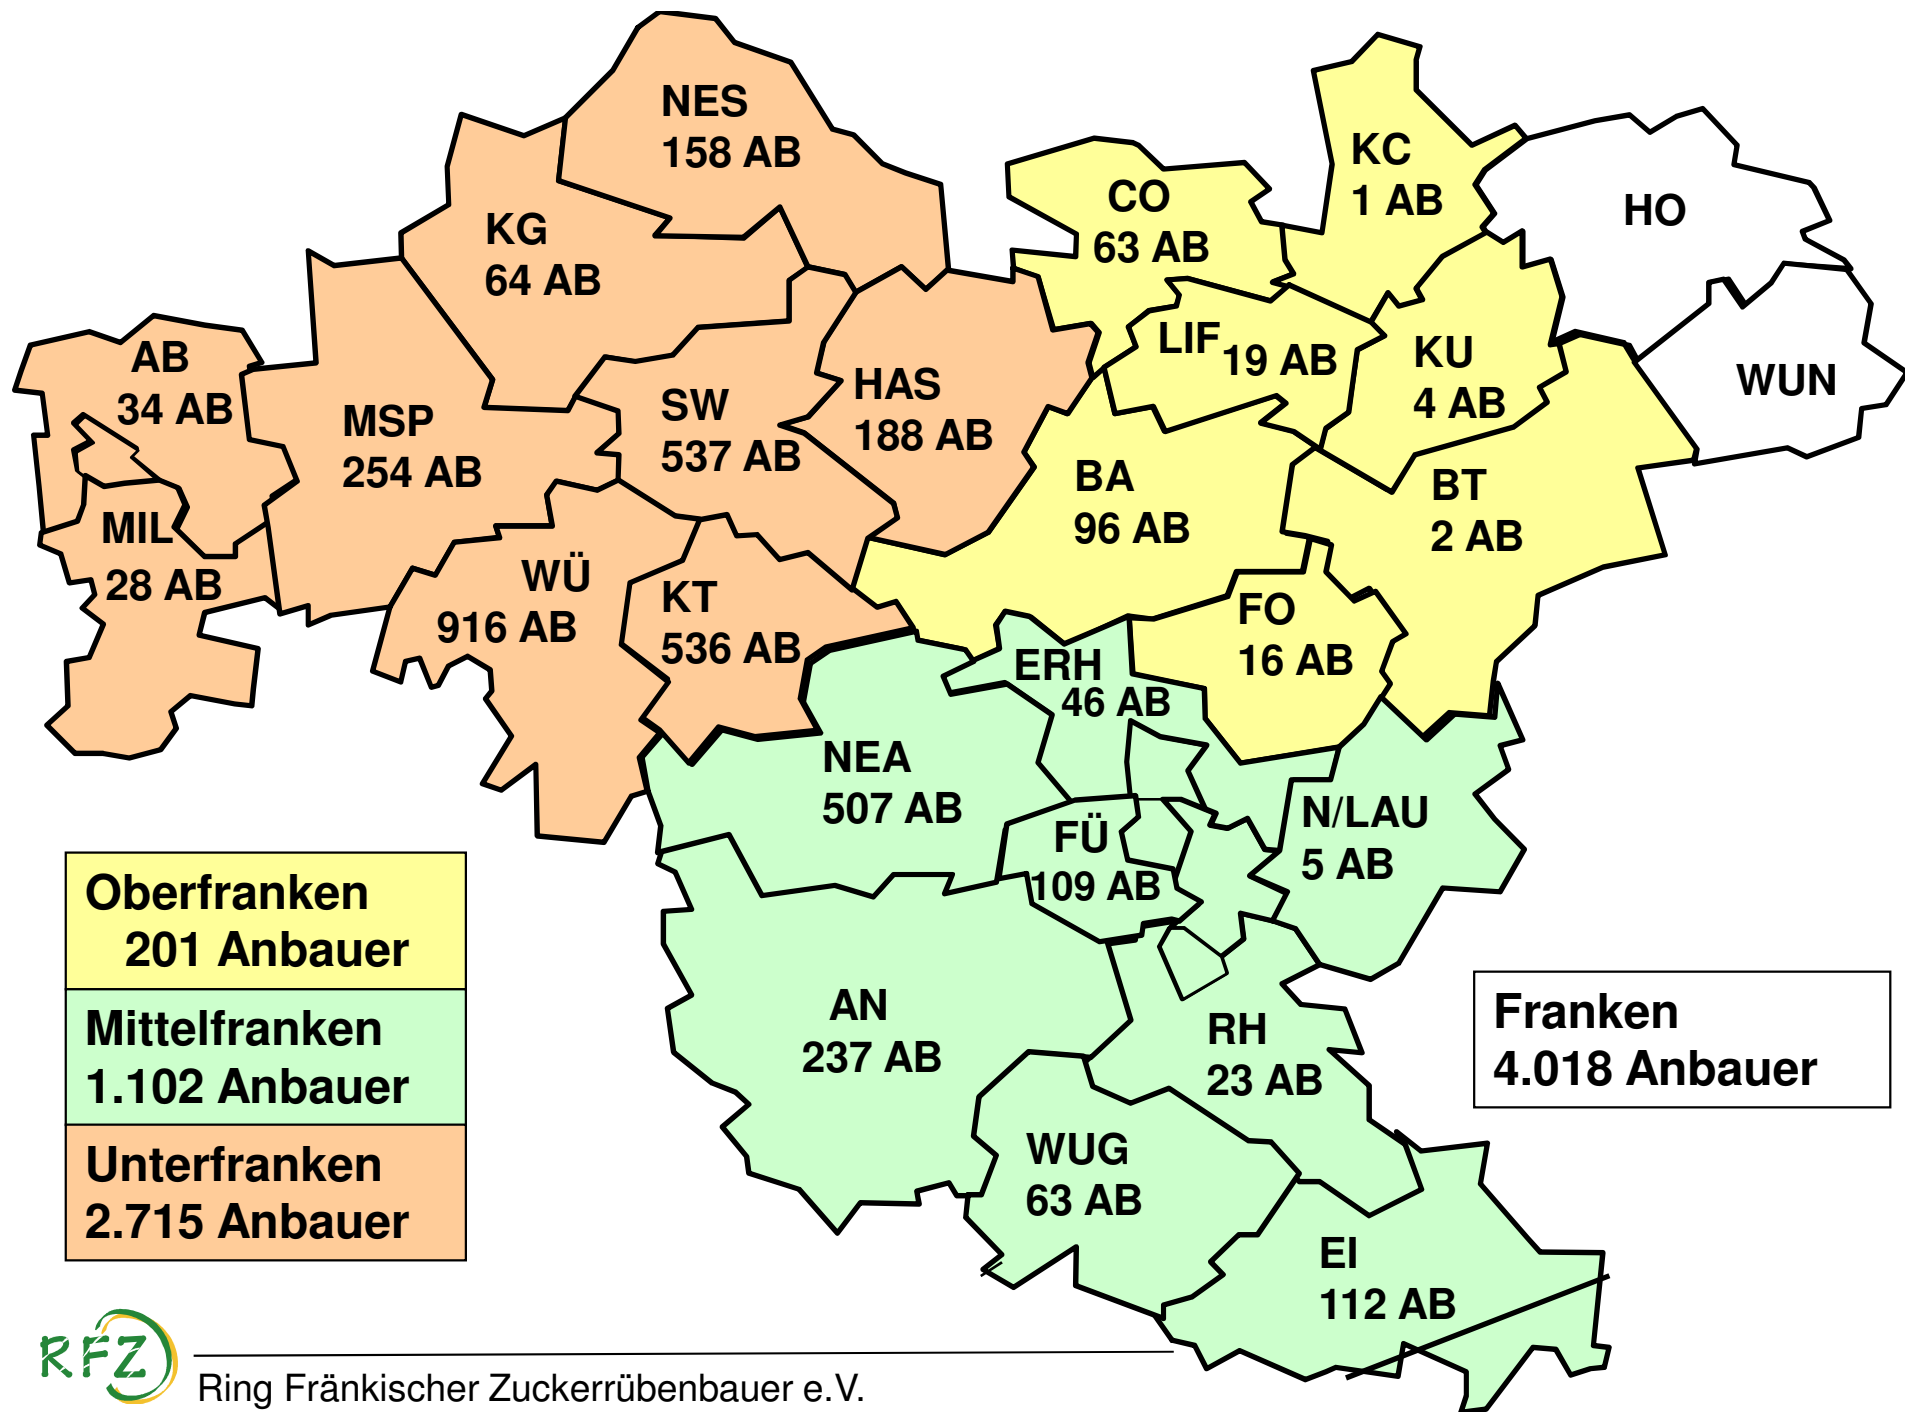 NES
158 AB
KG
64 AB
KC
1 AB
CO
63 AB
HO
LIF
19 AB
KU
4 AB
WUN
AB
34 AB
MSP
254 AB
SW
537 AB
HAS
188 AB
BA
96 AB
BT
2 AB
MIL
28 AB
WÜ
916 AB
KT
536 AB
FO
16 AB
ERH
46 AB
NEA
507 AB
FÜ
109 AB
N/LAU
5 AB
AN
237 AB
RH
23 AB
WUG
63 AB
EI
112 AB
Oberfranken
201 Anbauer
Mittelfranken
1.102 Anbauer
Unterfranken
2.715 Anbauer
Franken
4.018 Anbauer
RFZ
Ring Fränkischer Zuckerrübenbauer e.V.